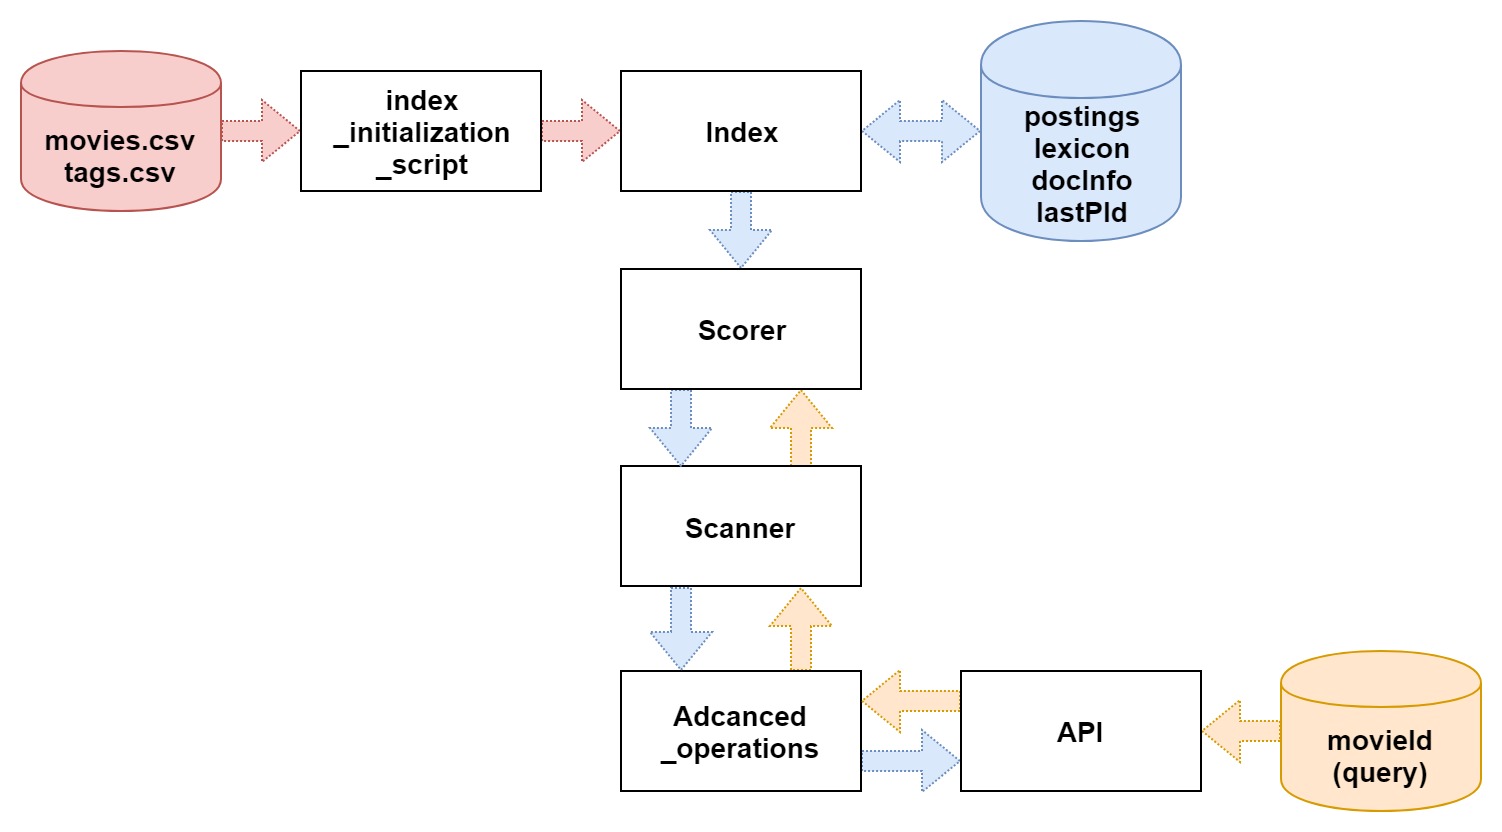 movies.csv
tags.csv
index
_initialization
_script
Index
postings
lexicon
docInfo
lastPId
Scorer
Scanner
Adcanced
_operations
API
movieId
(query)